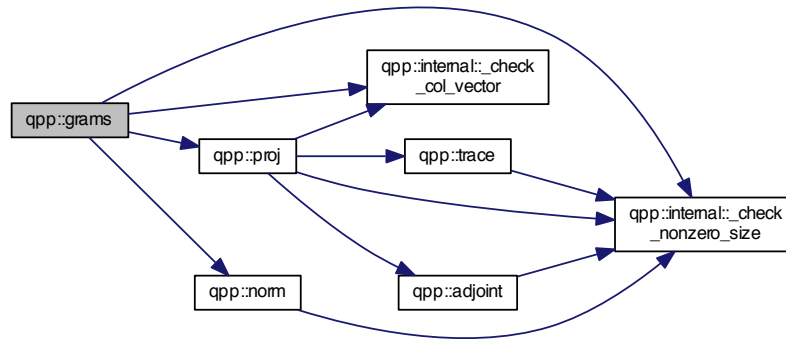 qpp::grams
qpp::internal::_check
_col_vector
qpp::proj
qpp::trace
qpp::internal::_check
_nonzero_size
qpp::norm
qpp::adjoint